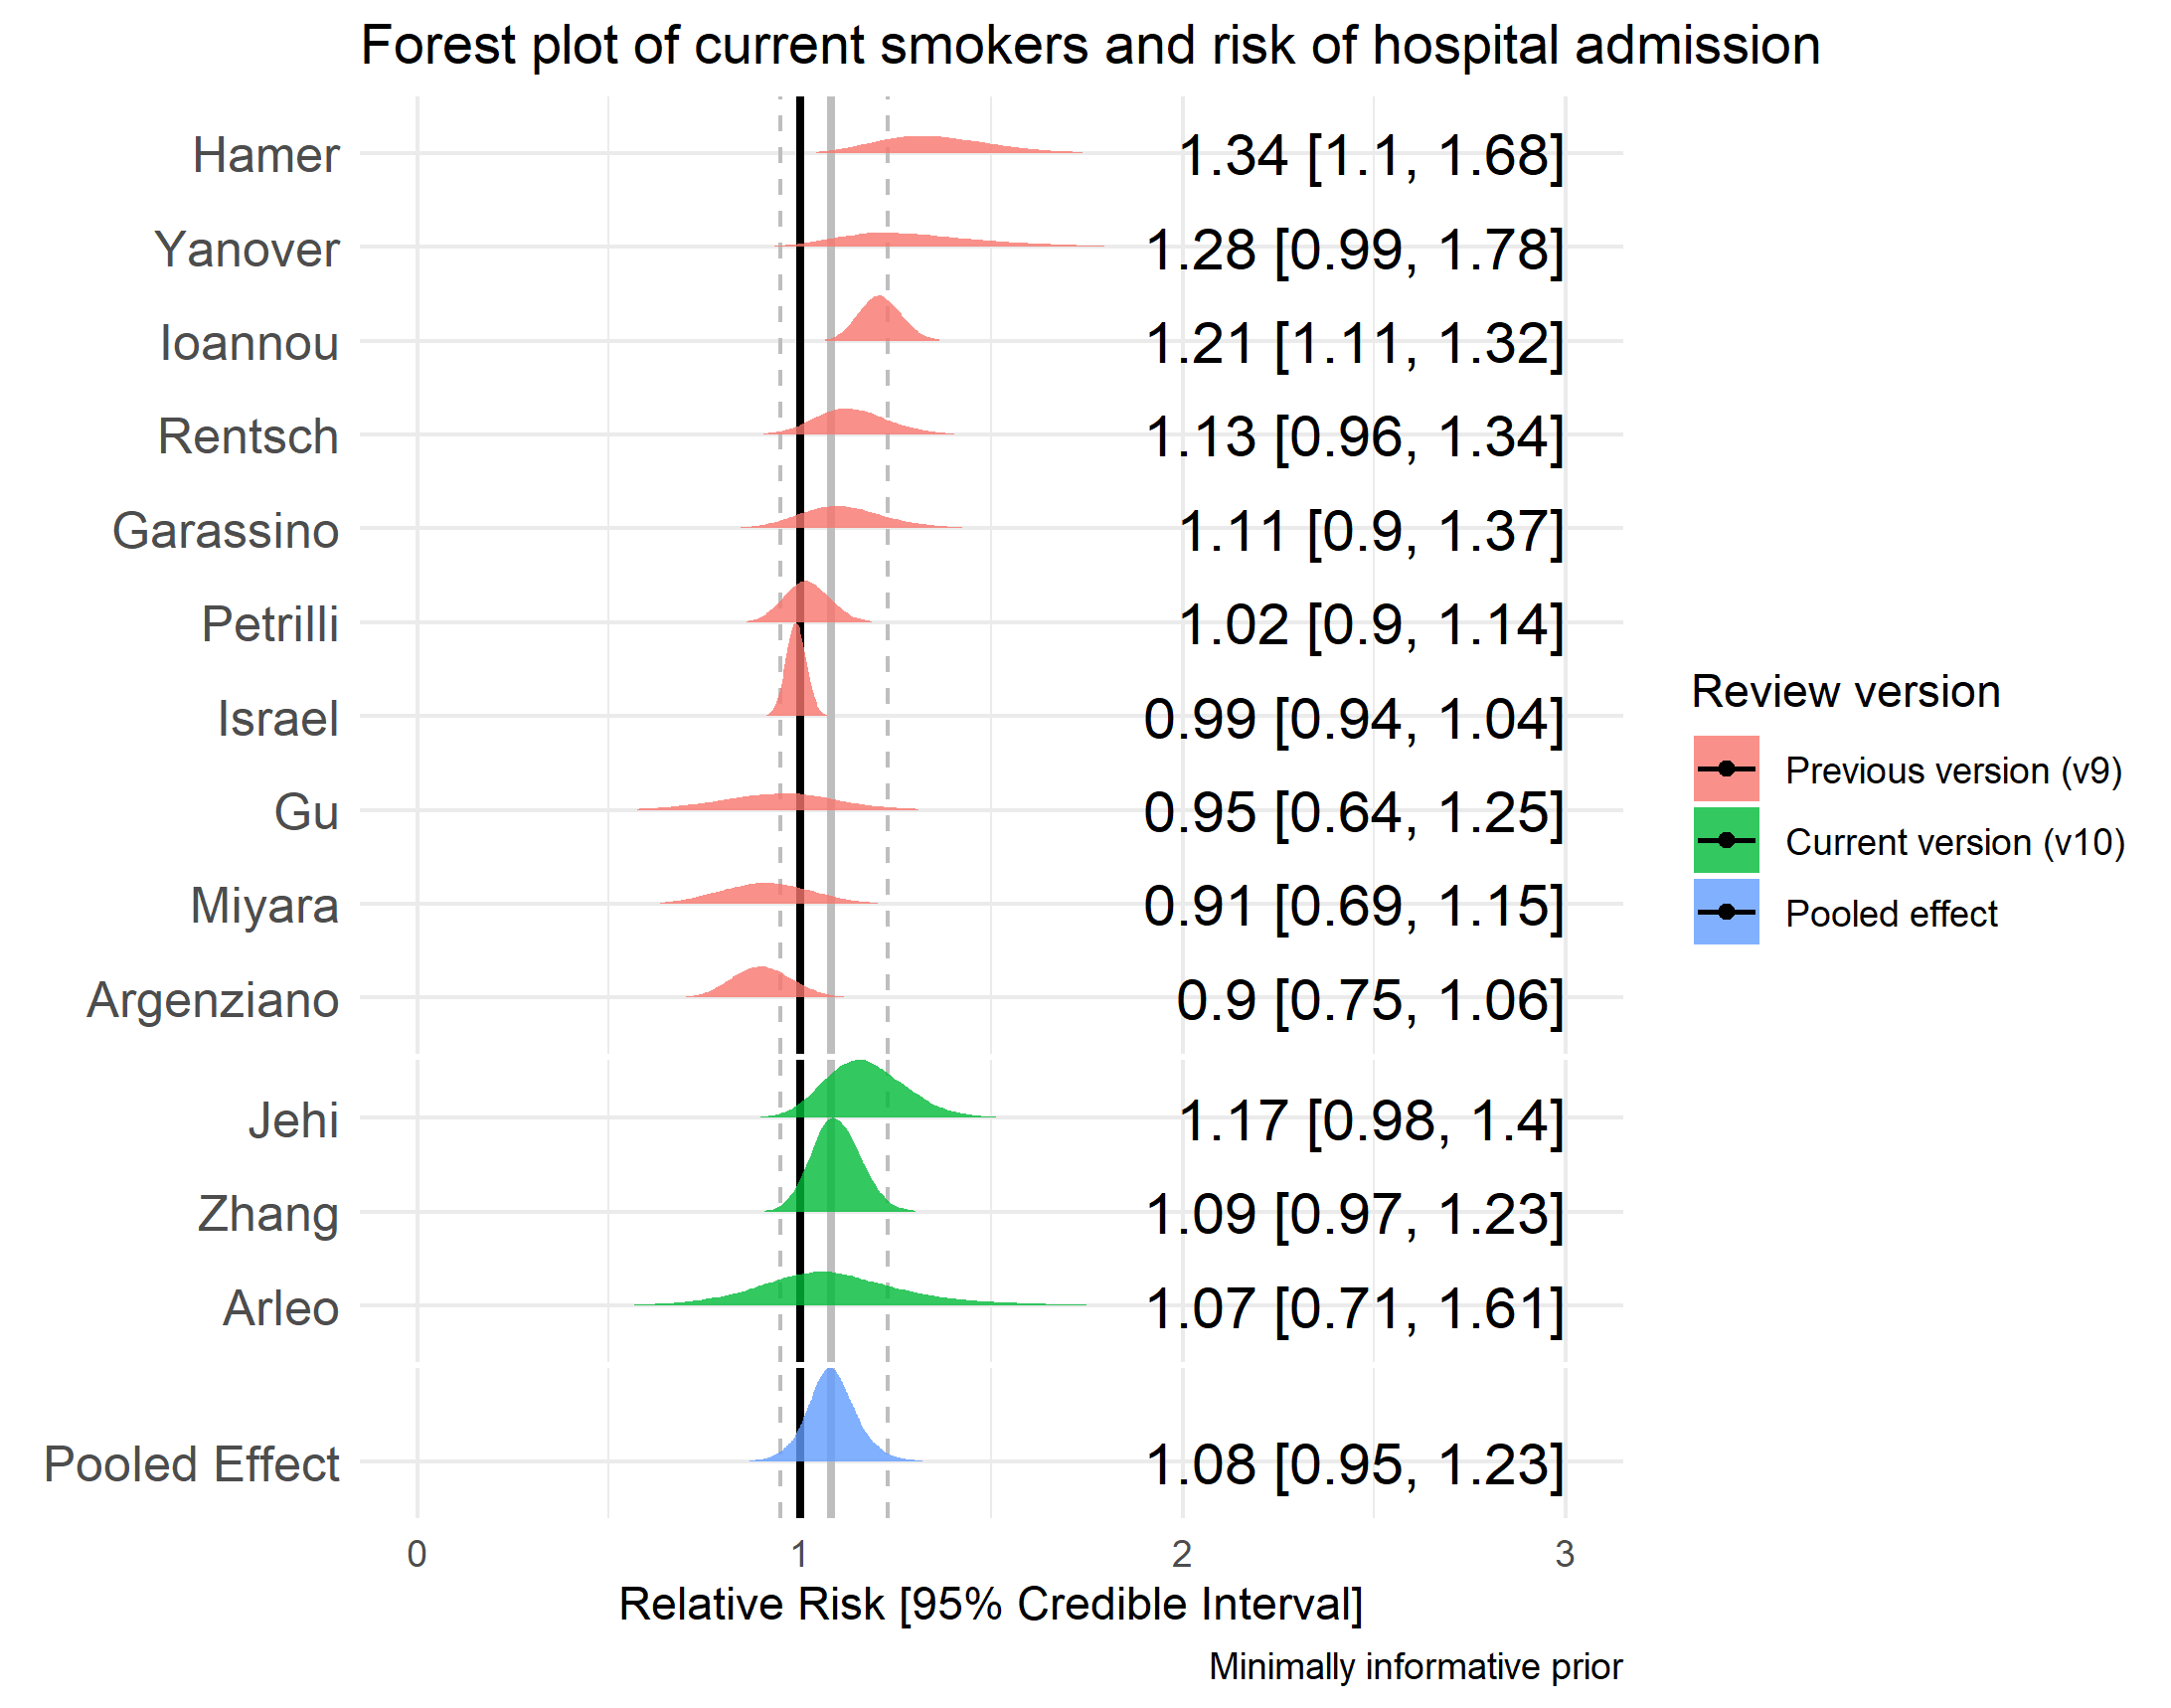 Forest plot of current smokers and risk of hospital admission
Hamer 1.34 [1.1, 1.68]
Yanover 1.28 [0.99, 1.78]
Ioannou 1.21 [1.11, 1.32]
Rentsch 1.13 [0.96, 1.34]
Garassino 1.11 [0.9, 1.37]
Petrilli 1.02 [0.9, 1.14]
Israel 0.99 [0.94, 1.04]
Gu 0.95 [0.64, 1.25]
Miyara 0.91 [0.69, 1.15]
Argenziano 0.9 [0.75, 1.06]
Jehi 1.17 [0.98, 1.4]
Zhang 1.09 [0.97, 1.23]
Arleo 1.07 [0.71, 1.61]
Pooled Effect 1.08 [0.95, 1.23]
0 1 2 3
Relative Risk [95% Credible Interval]
Minimally informative prior
Review version
Previous version (v9)
Current version (v10)
Pooled effect